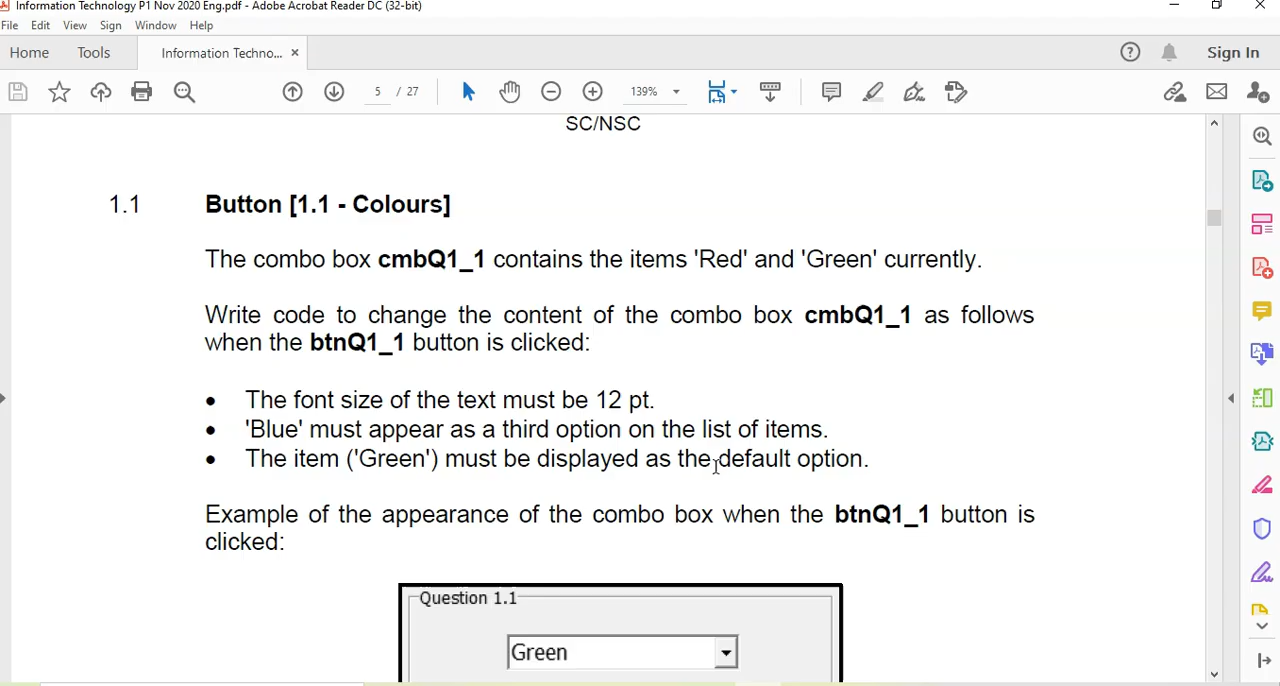 Information Technology P1 Nov 2020 Eng.pdf - Adobe Acrobat Reader DC (32-bit)
File Edit View Sign Window Help
Home Tools Information Techno... × Sign In
5 / 27 139%
SC/NSC
1.1 Button [1.1 - Colours]
The combo box cmbQ1_1 contains the items 'Red' and 'Green' currently.
Write code to change the content of the combo box cmbQ1_1 as follows
when the btnQ1_1 button is clicked:
• The font size of the text must be 12 pt.
• 'Blue' must appear as a third option on the list of items.
• The item ('Green') must be displayed as the default option.
Example of the appearance of the combo box when the btnQ1_1 button is
clicked:
Question 1.1
Green